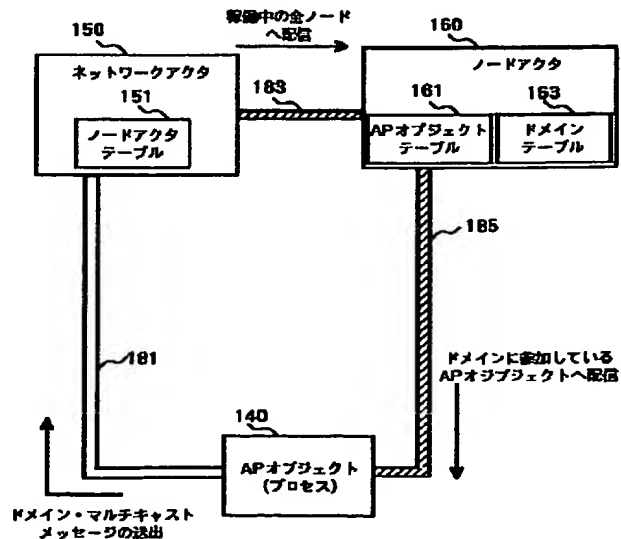 稼働中の全ノード
へ配信
150
160
ネットワークアクタ
ノードアクタ
151
183
161
163
ノードアクタ
テーブル
APオブジェクト
テーブル
ドメイン
テーブル
185
181
ドメインに参加している
APオジブジェクトへ配信
140
APオブジェクト
(プロセス)
ドメイン・マルチキャスト
メッセージの送出